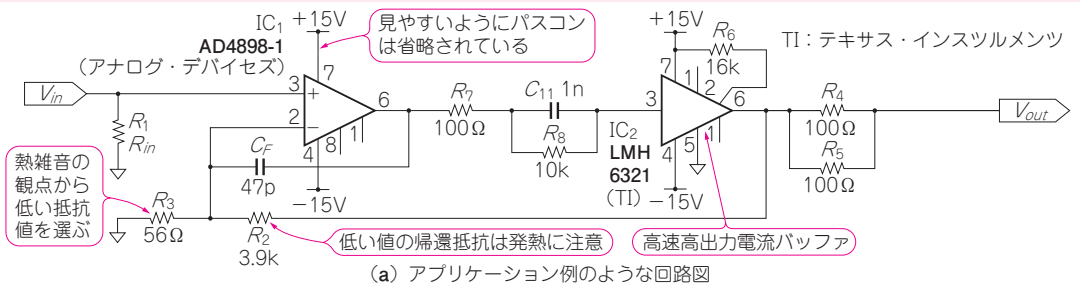 IC1
AD4898-1
(アナログ・デバイセズ)
+15V
見やすいようにパスコン
は省略されている
+15V
R6
16k
TI：テキサス・インスツルメンツ
Vin
R1
Rin
3
+
2
−
7
6
4
8
1
−15V
CF
47p
R7
100Ω
C11 1n
R8
10k
3
7
1
2
6
5
1
4
IC2
LMH
6321
(TI)
−15V
R4
100Ω
R5
100Ω
Vout
熱雑音の
観点から
低い抵抗
値を選ぶ
R3
56Ω
R2
3.9k
低い値の帰還抵抗は発熱に注意
高速高出力電流バッファ
(a) アプリケーション例のような回路図